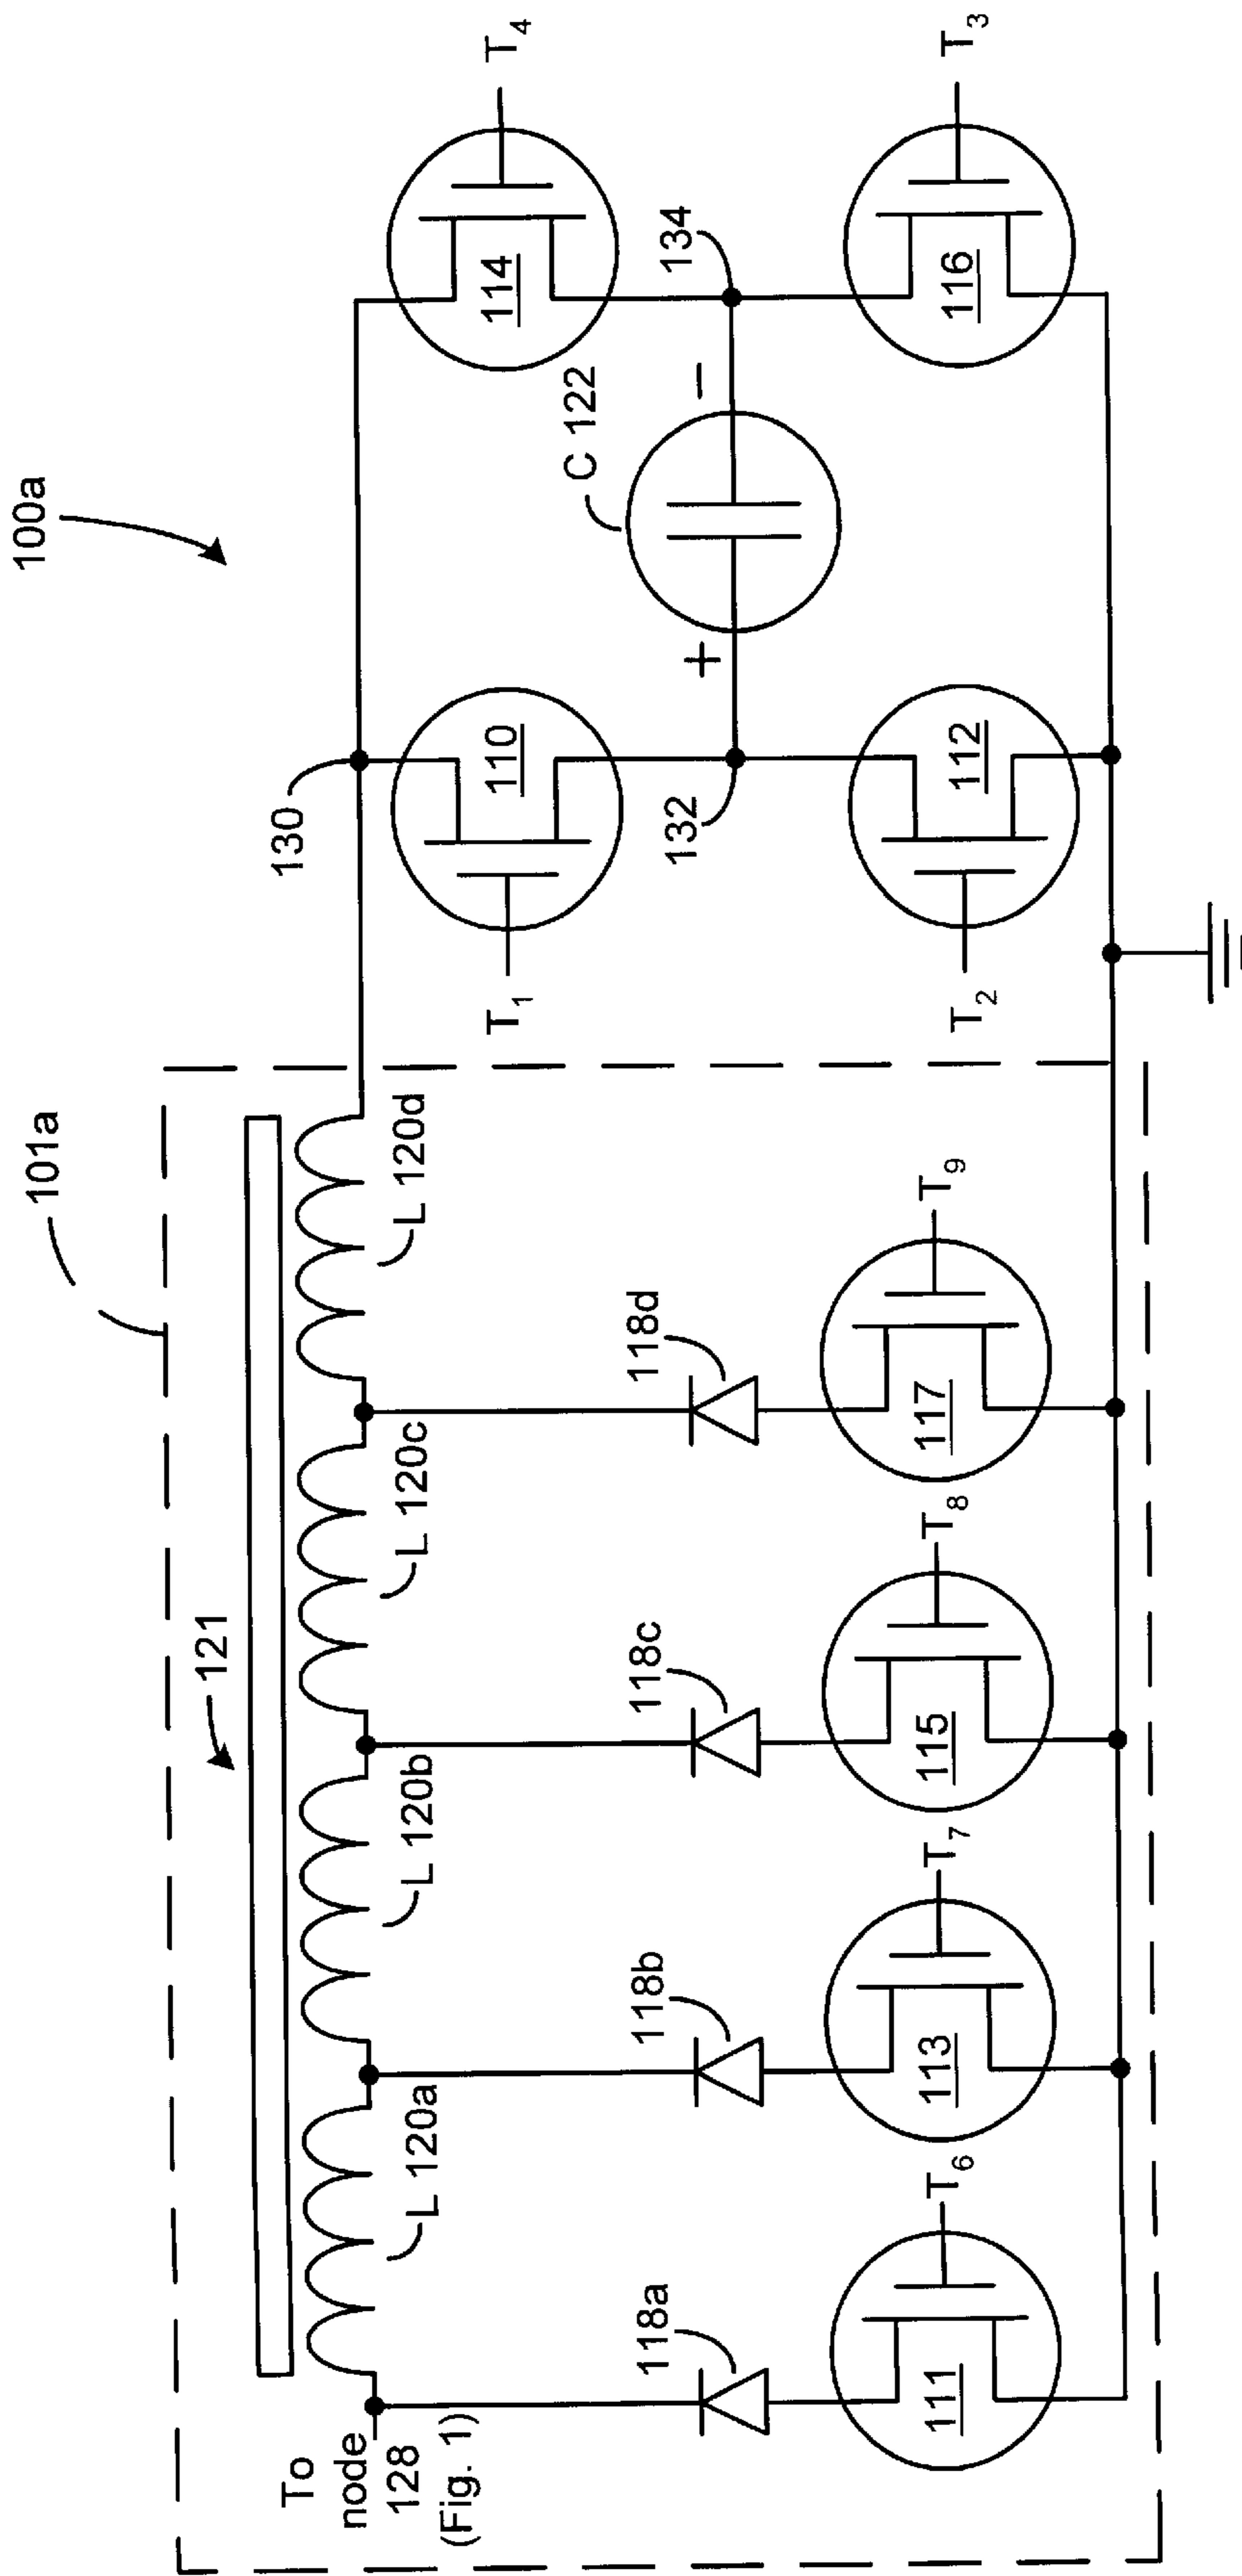 100a
101a
121
130
L 120a
L 120b
L 120c
L 120d
To
node
128
(Fig. 1)
118a
118b
118c
118d
111
113
115
117
T6
T7
T8
T9
T1
110
T2
112
132
+
C 122
−
134
114
T4
116
T3